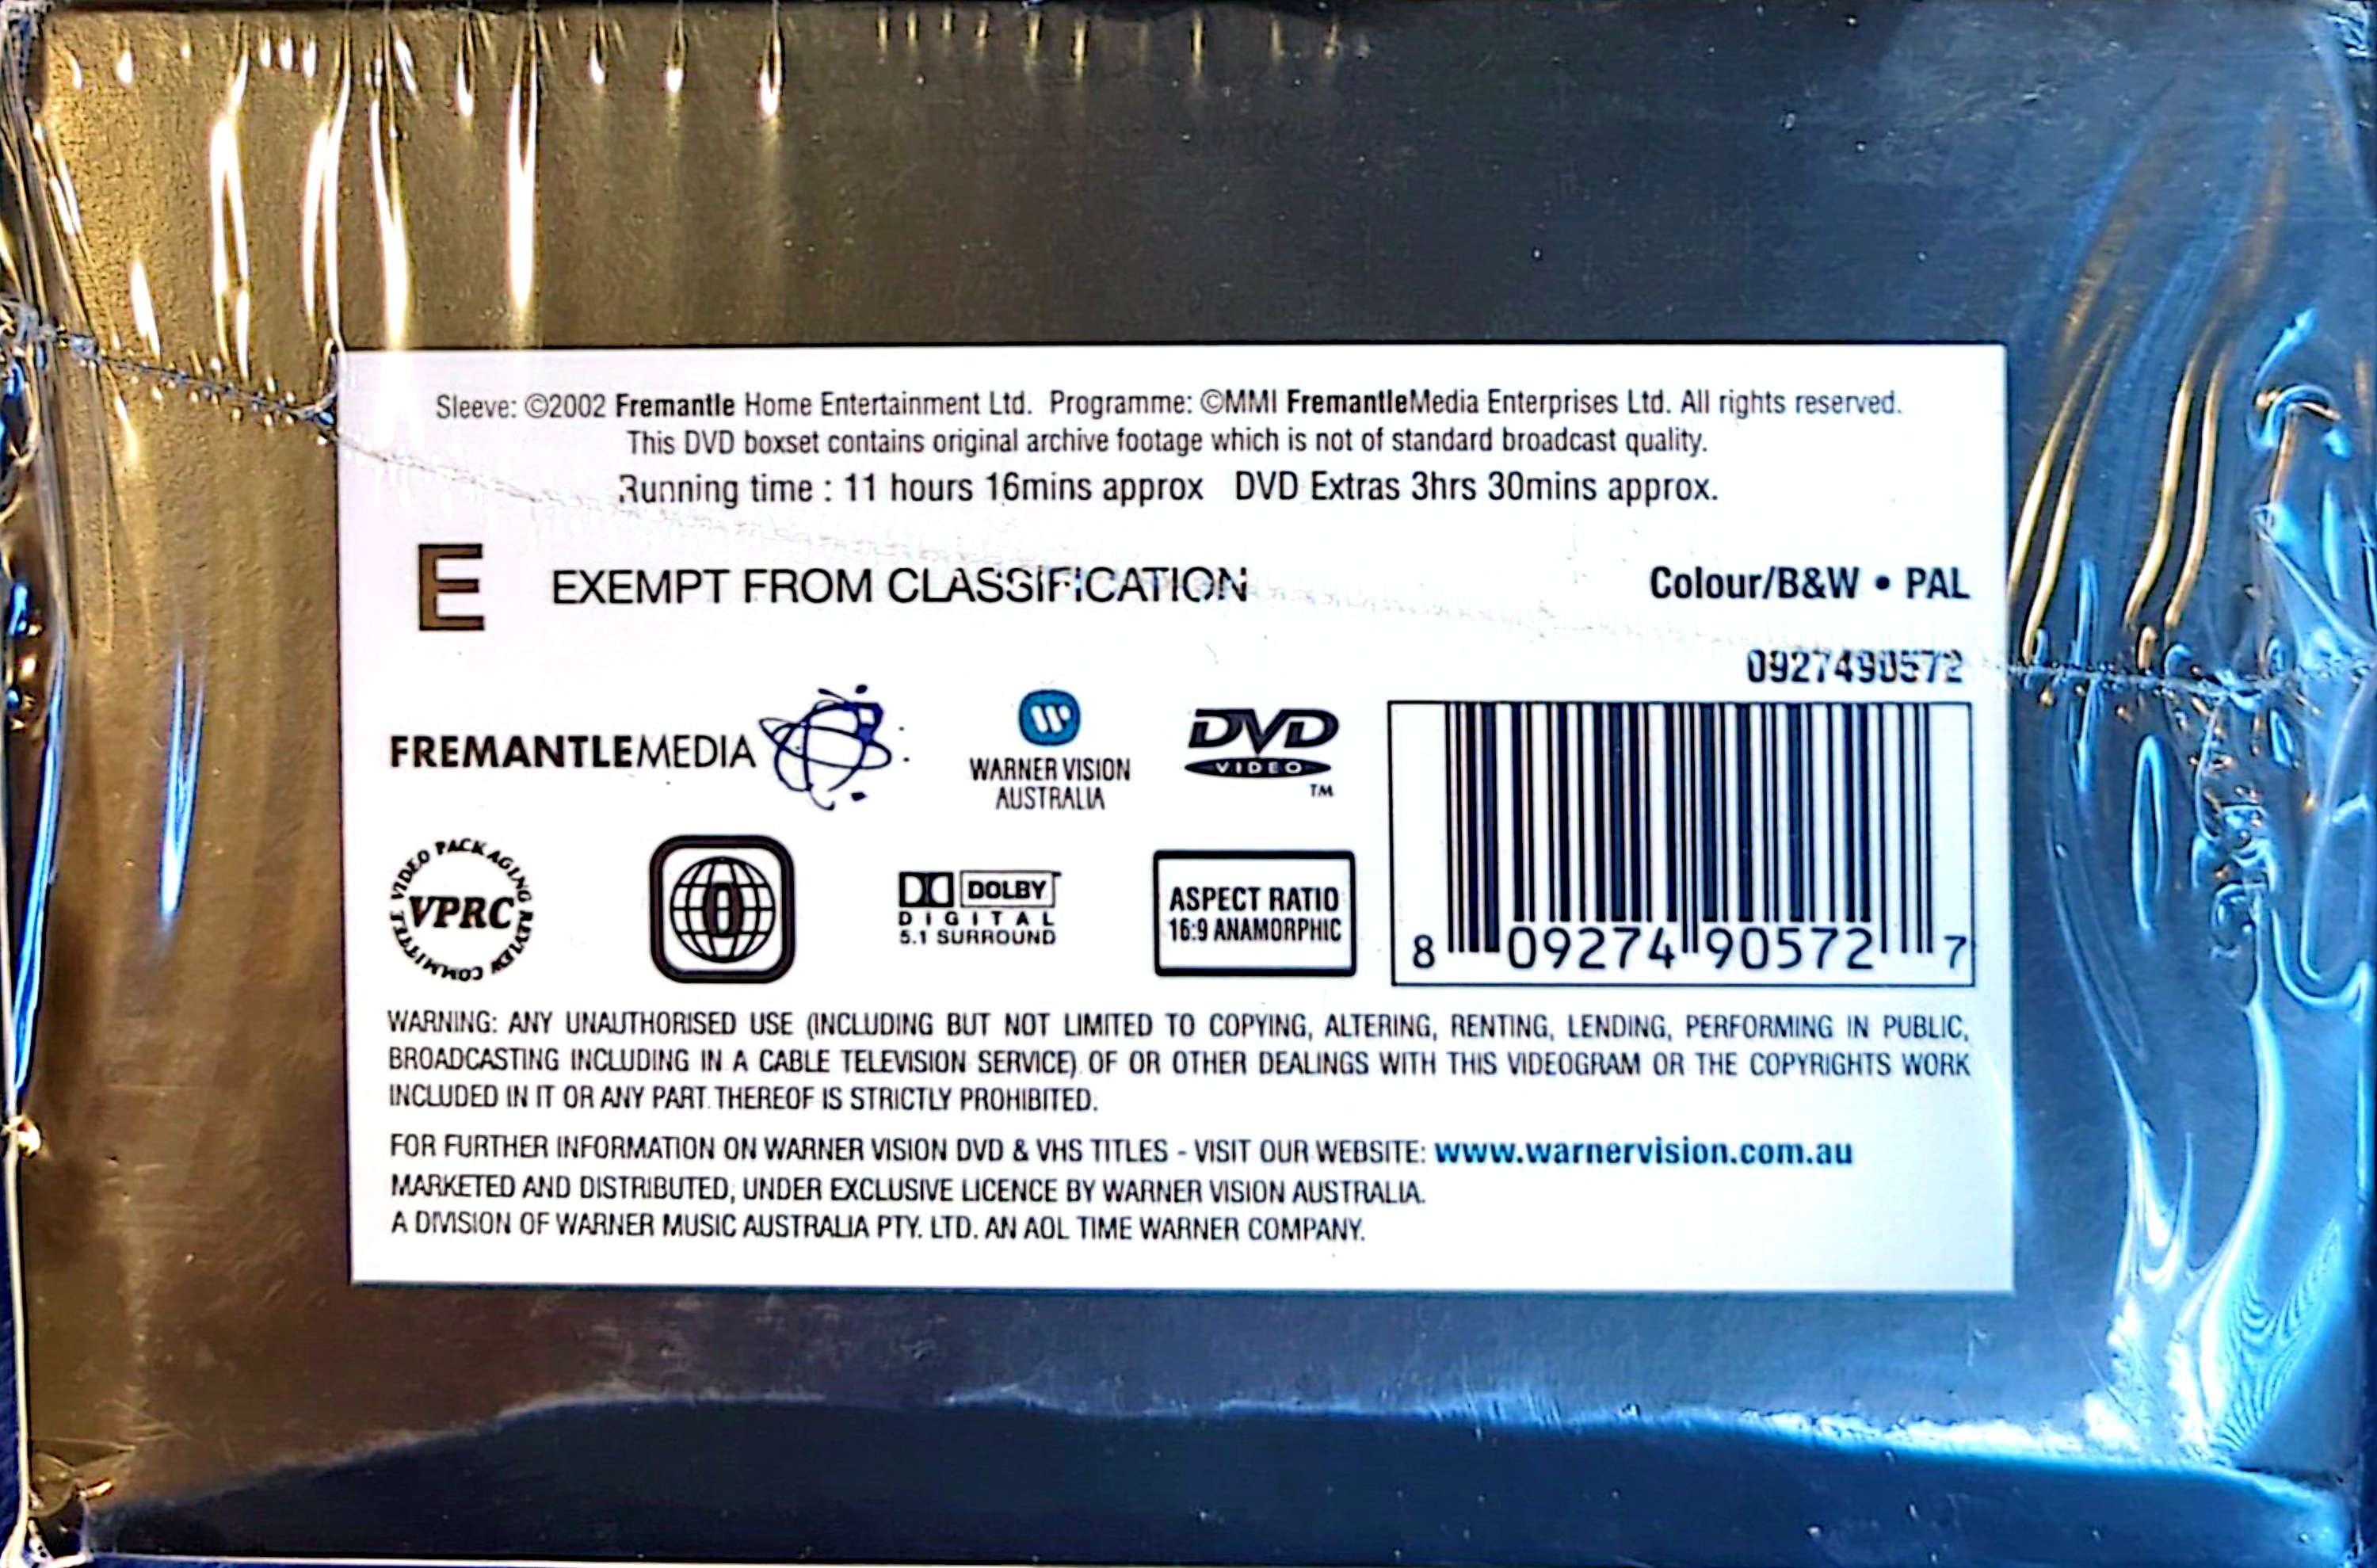 Sleeve: ©2002 Fremantle Home Entertainment Ltd. Programme: ©MMI FremantleMedia Enterprises Ltd. All rights reserved.
This DVD boxset contains original archive footage which is not of standard broadcast quality.
Running time : 11 hours 16mins approx DVD Extras 3hrs 30mins approx.
E EXEMPT FROM CLASSIFICATION Colour/B&W • PAL
0927490572
FREMANTLEMEDIA
W
WARNER VISION
AUSTRALIA
DVD
VIDEO
TM
VIDEO PACKAGING REVIEW COMMITTEE
VPRC
0
DOLBY
DIGITAL
5.1 SURROUND
ASPECT RATIO
16:9 ANAMORPHIC
8 09274 90572 7
WARNING: ANY UNAUTHORISED USE (INCLUDING BUT NOT LIMITED TO COPYING, ALTERING, RENTING, LENDING, PERFORMING IN PUBLIC,
BROADCASTING INCLUDING IN A CABLE TELEVISION SERVICE) OF OR OTHER DEALINGS WITH THIS VIDEOGRAM OR THE COPYRIGHTS WORK
INCLUDED IN IT OR ANY PART THEREOF IS STRICTLY PROHIBITED.
FOR FURTHER INFORMATION ON WARNER VISION DVD & VHS TITLES - VISIT OUR WEBSITE: www.warnervision.com.au
MARKETED AND DISTRIBUTED, UNDER EXCLUSIVE LICENCE BY WARNER VISION AUSTRALIA.
A DIVISION OF WARNER MUSIC AUSTRALIA PTY. LTD. AN AOL TIME WARNER COMPANY.